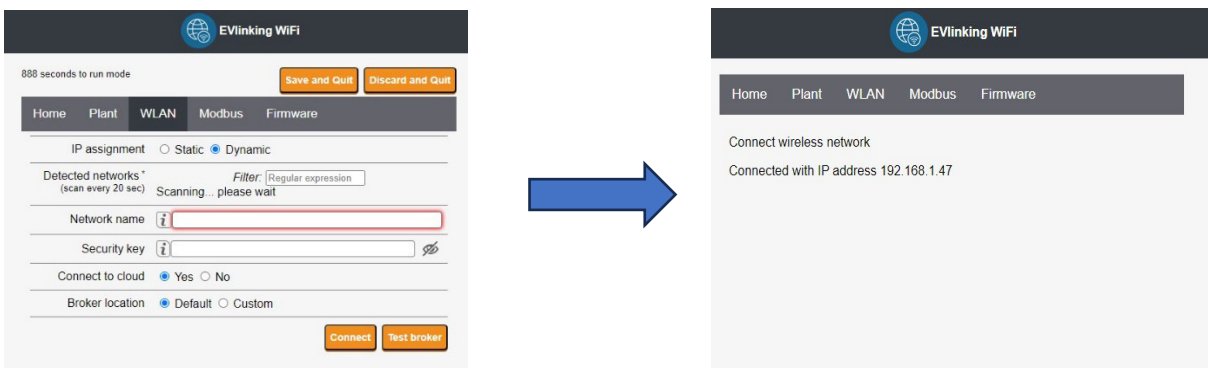 EVlinking WiFi
888 seconds to run mode
Save and Quit Discard and Quit
Home Plant WLAN Modbus Firmware
IP assignment Static Dynamic
Detected networks *
(scan every 20 sec)
Filter: Regular expression
Scanning... please wait
Network name i
Security key i
Connect to cloud Yes No
Broker location Default Custom
Connect Test broker
EVlinking WiFi
Home Plant WLAN Modbus Firmware
Connect wireless network
Connected with IP address 192.168.1.47